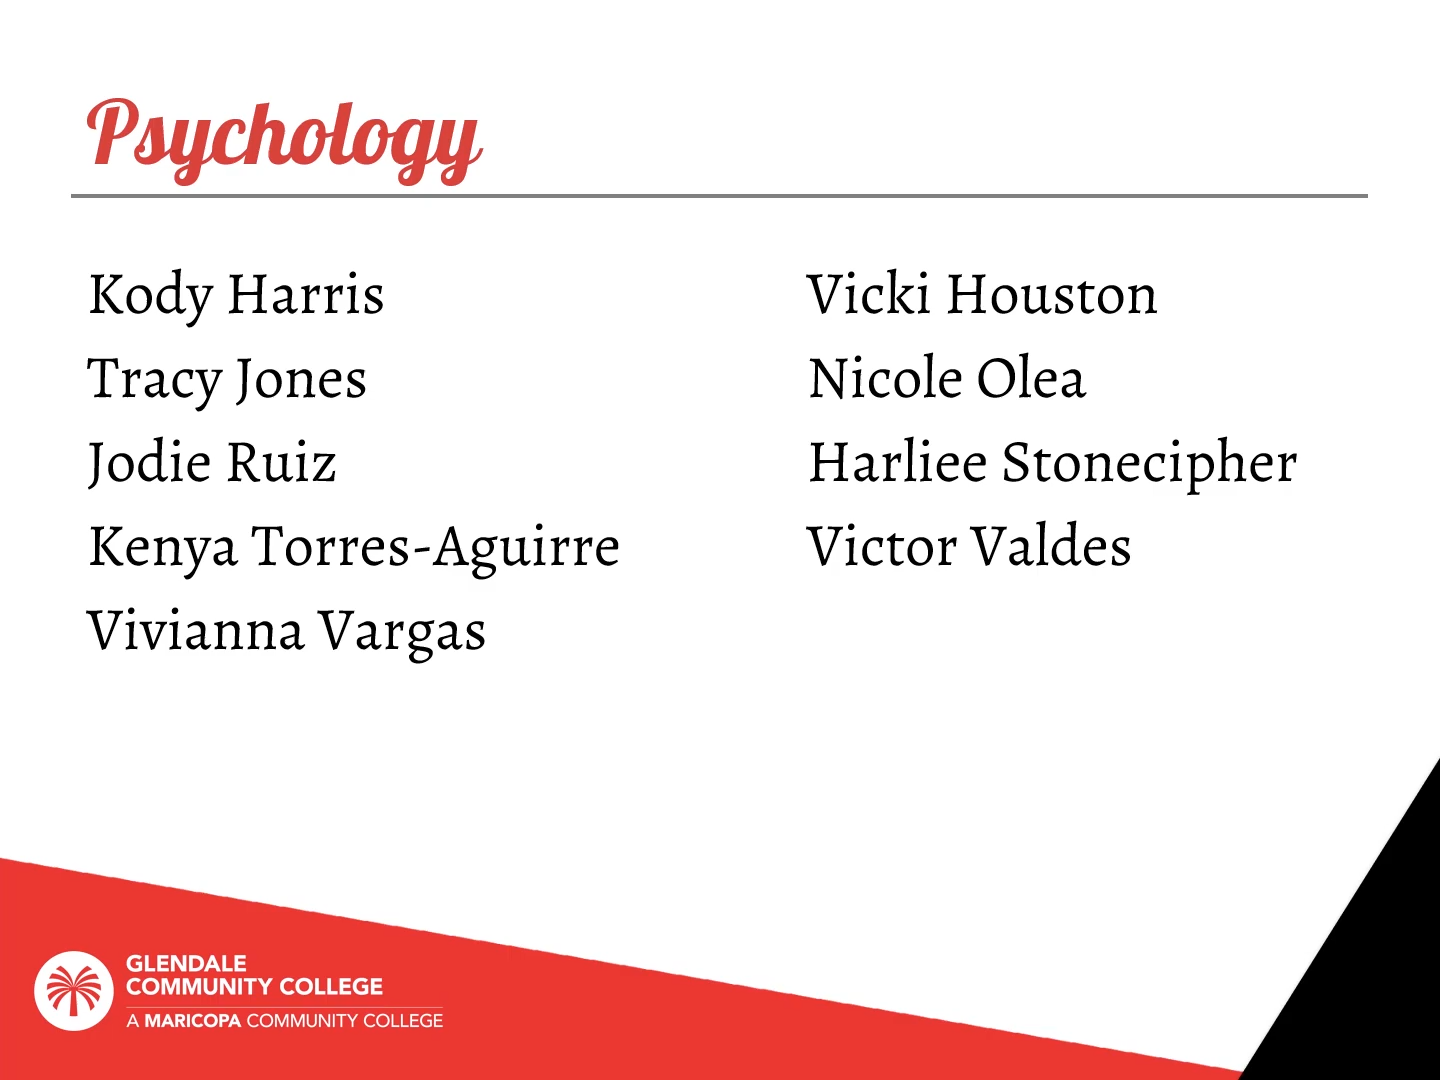 Psychology
Kody Harris
Tracy Jones
Jodie Ruiz
Kenya Torres-Aguirre
Vivianna Vargas
Vicki Houston
Nicole Olea
Harliee Stonecipher
Victor Valdes
GLENDALE
COMMUNITY COLLEGE
A MARICOPA COMMUNITY COLLEGE